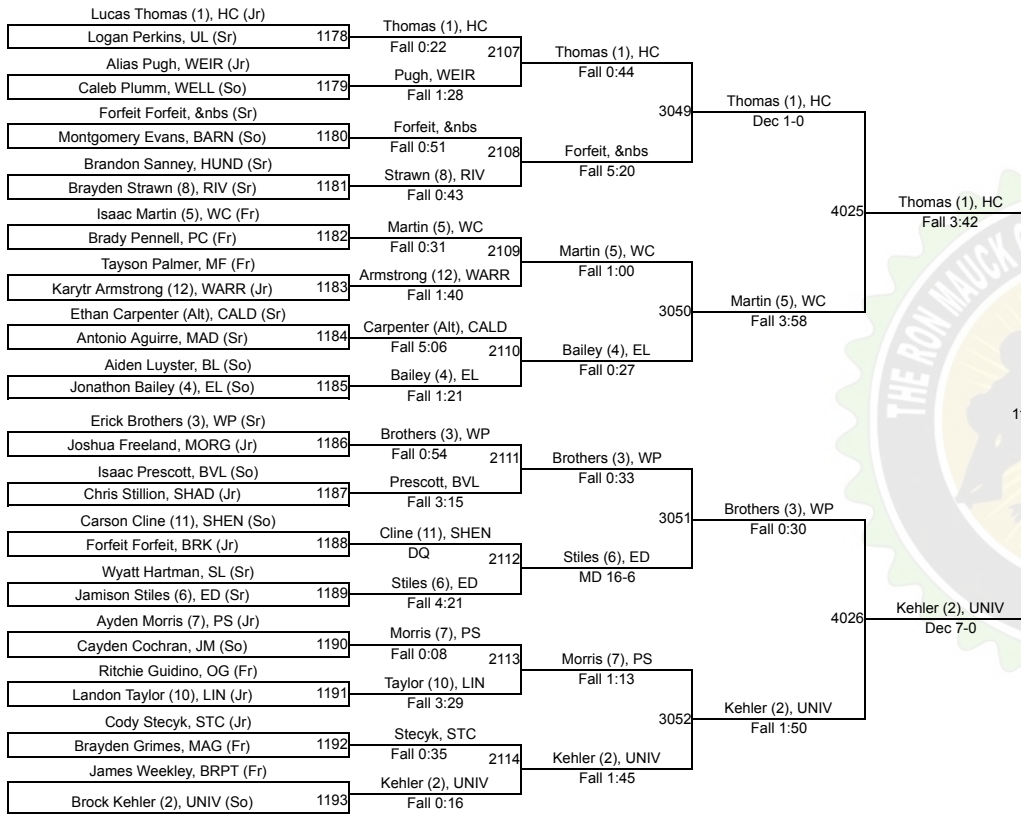 Lucas Thomas (1), HC (Jr)
Logan Perkins, UL (Sr) 1178
Alias Pugh, WEIR (Jr)
Caleb Plumm, WELL (So) 1179
Forfeit Forfeit, &nbs (Sr)
Montgomery Evans, BARN (So) 1180
Brandon Sanney, HUND (Sr)
Brayden Strawn (8), RIV (Sr) 1181
Isaac Martin (5), WC (Fr)
Brady Pennell, PC (Fr) 1182
Tayson Palmer, MF (Fr)
Karytr Armstrong (12), WARR (Jr) 1183
Ethan Carpenter (Alt), CALD (Sr)
Antonio Aguirre, MAD (Sr) 1184
Aiden Luyster, BL (So)
Jonathon Bailey (4), EL (So) 1185
Erick Brothers (3), WP (Sr)
Joshua Freeland, MORG (Jr) 1186
Isaac Prescott, BVL (So)
Chris Stillion, SHAD (Jr) 1187
Carson Cline (11), SHEN (So)
Forfeit Forfeit, BRK (Jr) 1188
Wyatt Hartman, SL (Sr)
Jamison Stiles (6), ED (Sr) 1189
Ayden Morris (7), PS (Jr)
Cayden Cochran, JM (So) 1190
Ritchie Guidino, OG (Fr)
Landon Taylor (10), LIN (Jr) 1191
Cody Stecyk, STC (Jr)
Brayden Grimes, MAG (Fr) 1192
James Weekley, BRPT (Fr)
Brock Kehler (2), UNIV (So) 1193
Thomas (1), HC
Fall 0:22
2107
Pugh, WEIR
Fall 1:28
Forfeit, &nbs
Fall 0:51
2108
Strawn (8), RIV
Fall 0:43
Martin (5), WC
Fall 0:31
2109
Armstrong (12), WARR
Fall 1:40
Carpenter (Alt), CALD
Fall 5:06
2110
Bailey (4), EL
Fall 1:21
Brothers (3), WP
Fall 0:54
2111
Prescott, BVL
Fall 3:15
Cline (11), SHEN
DQ
2112
Stiles (6), ED
Fall 4:21
Morris (7), PS
Fall 0:08
2113
Taylor (10), LIN
Fall 3:29
Stecyk, STC
Fall 0:35
2114
Kehler (2), UNIV
Fall 0:16
Thomas (1), HC
Fall 0:44
3049
Forfeit, &nbs
Fall 5:20
Martin (5), WC
Fall 1:00
3050
Bailey (4), EL
Fall 0:27
Brothers (3), WP
Fall 0:33
3051
Stiles (6), ED
MD 16-6
Morris (7), PS
Fall 1:13
3052
Kehler (2), UNIV
Fall 1:45
Thomas (1), HC
Dec 1-0
4025
Martin (5), WC
Fall 3:58
Brothers (3), WP
Fall 0:30
4026
Kehler (2), UNIV
Fall 1:50
Thomas (1), HC
Fall 3:42
Kehler (2), UNIV
Dec 7-0
THE RON MAUCK